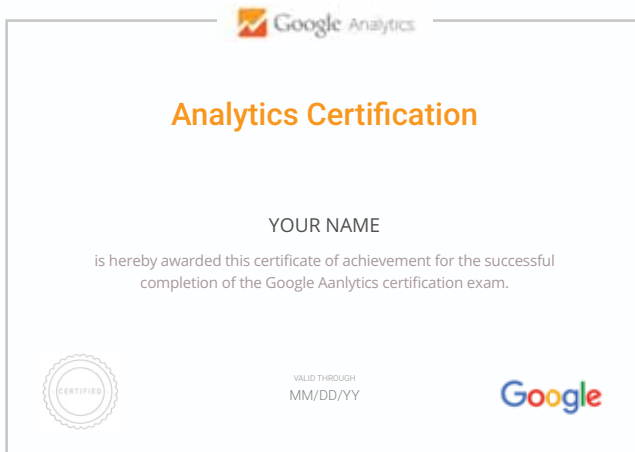 Google Analytics
Analytics Certification
YOUR NAME
is hereby awarded this certificate of achievement for the successful
completion of the Google Aanlytics certification exam.
CERTIFIED
VALID THROUGH
MM/DD/YY
Google